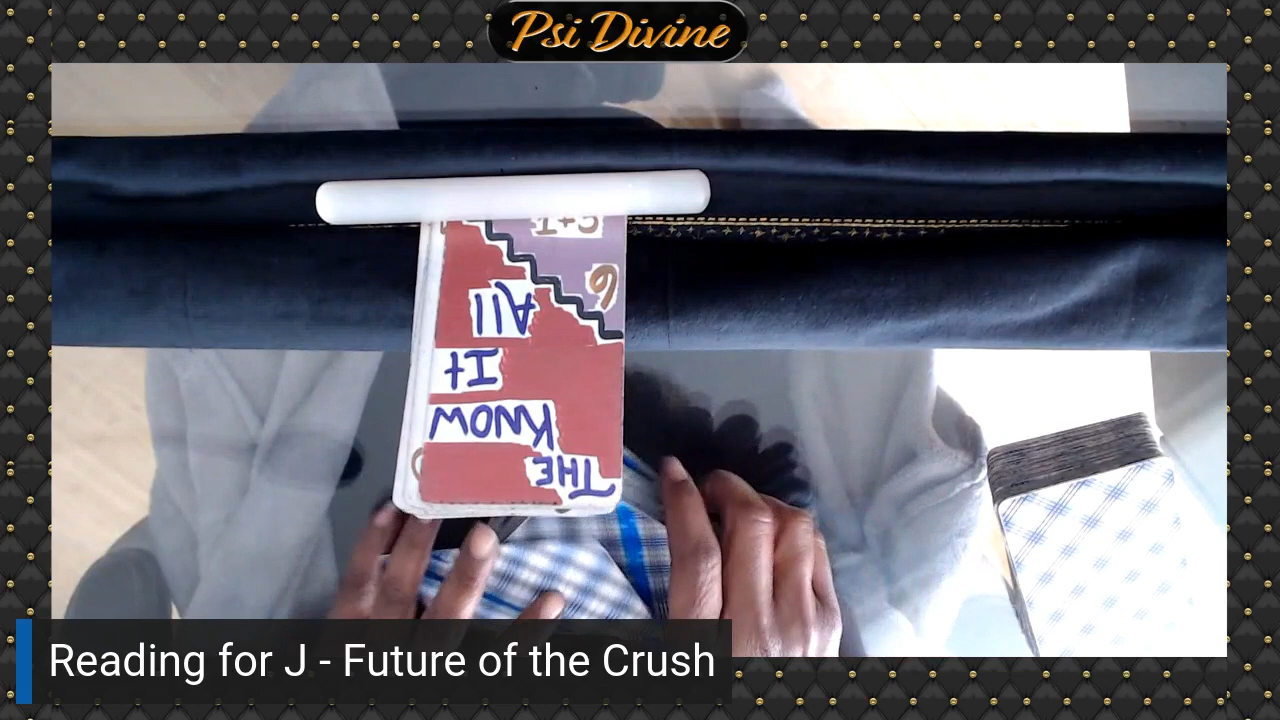 Psi Divine
THE
KNOW
It
All
6
5+1
Reading for J - Future of the Crush